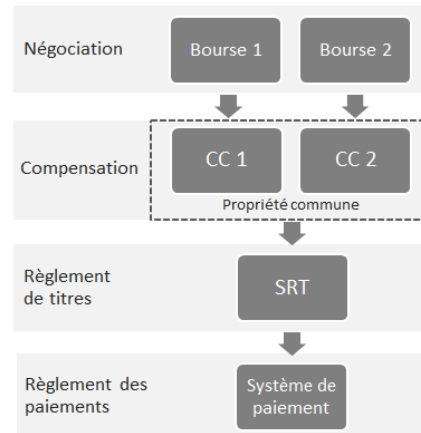 Négociation
Bourse 1
Bourse 2
Compensation
CC 1
CC 2
Propriété commune
Règlement
de titres
SRT
Règlement des
paiements
Système de
paiement